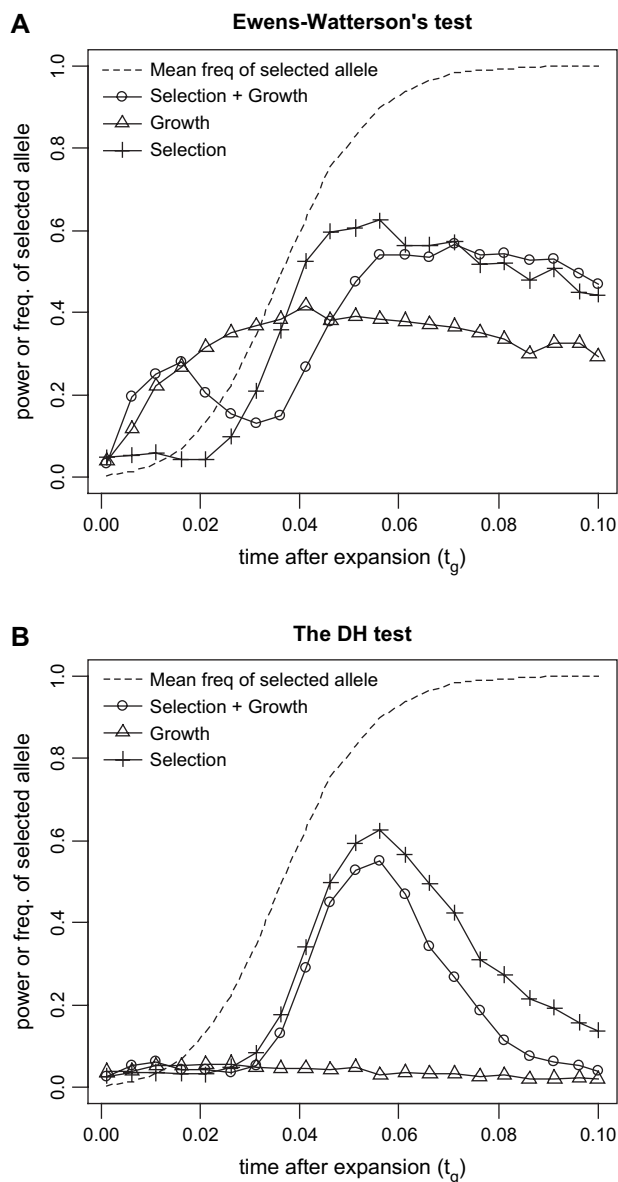 A
Ewens-Watterson's test
Mean freq of selected allele
Selection + Growth
Growth
Selection
power or freq. of selected allele
1.0
0.8
0.6
0.4
0.2
0.0
0.00 0.02 0.04 0.06 0.08 0.10
time after expansion (tg)
B
The DH test
Mean freq of selected allele
Selection + Growth
Growth
Selection
power or freq. of selected allele
1.0
0.8
0.6
0.4
0.2
0.0
0.00 0.02 0.04 0.06 0.08 0.10
time after expansion (tg)